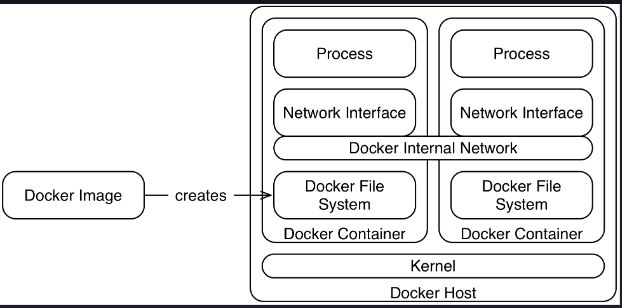 Process
Process
Network Interface
Network Interface
Docker Internal Network
Docker Image
creates
Docker File
System
Docker File
System
Docker Container
Docker Container
Kernel
Docker Host